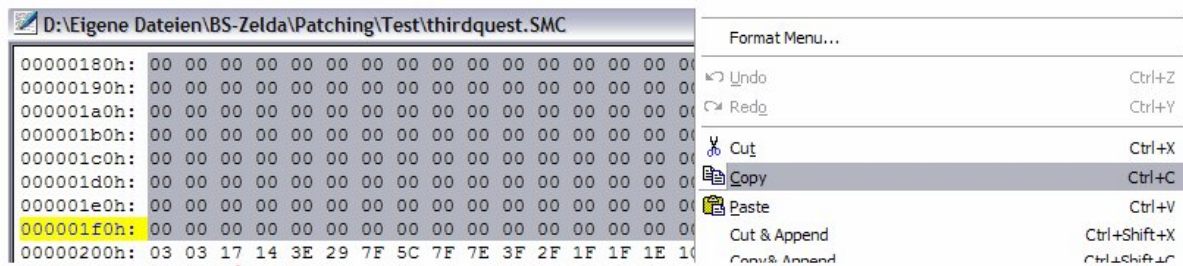 D:\Eigene Dateien\BS-Zelda\Patching\Test\thirdquest.SMC
00000180h: 00 00 00 00 00 00 00 00 00 00 00 00 00 00 00
00000190h: 00 00 00 00 00 00 00 00 00 00 00 00 00 00 00
000001a0h: 00 00 00 00 00 00 00 00 00 00 00 00 00 00 00
000001b0h: 00 00 00 00 00 00 00 00 00 00 00 00 00 00 00
000001c0h: 00 00 00 00 00 00 00 00 00 00 00 00 00 00 00
000001d0h: 00 00 00 00 00 00 00 00 00 00 00 00 00 00 00
000001e0h: 00 00 00 00 00 00 00 00 00 00 00 00 00 00 00
000001f0h: 00 00 00 00 00 00 00 00 00 00 00 00 00 00 00
00000200h: 03 03 17 14 3E 29 7F 5C 7F 7E 3F 2F 1F 1F 1E
Format Menu...
Undo Ctrl+Z
Redo Ctrl+Y
Cut Ctrl+X
Copy Ctrl+C
Paste Ctrl+V
Cut & Append Ctrl+Shift+X
Copy & Append Ctrl+Shift+C